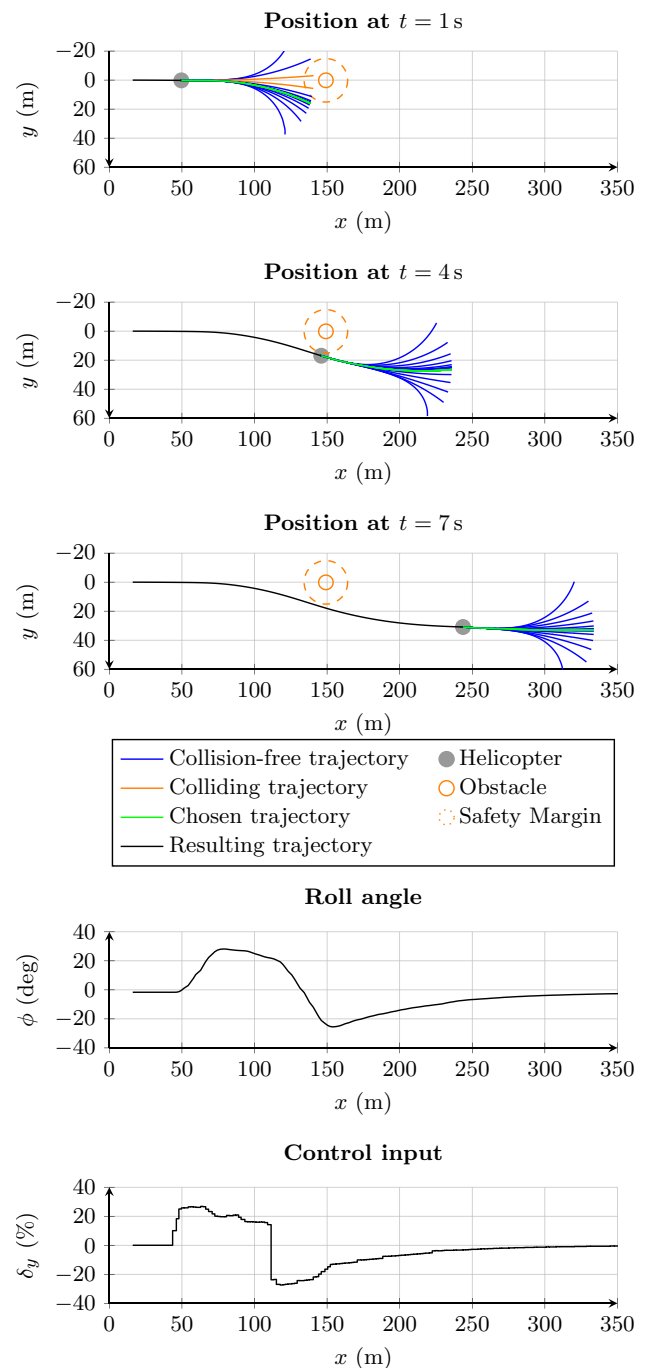 Position at t = 1 s
−20
0
20
40
60
y (m)
0 50 100 150 200 250 300 350
x (m)
Position at t = 4 s
−20
0
20
40
60
y (m)
0 50 100 150 200 250 300 350
x (m)
Position at t = 7 s
−20
0
20
40
60
y (m)
0 50 100 150 200 250 300 350
x (m)
Collision-free trajectory
Colliding trajectory
Chosen trajectory
Resulting trajectory
Helicopter
Obstacle
Safety Margin
Roll angle
40
20
0
−20
−40
ϕ (deg)
0 50 100 150 200 250 300 350
x (m)
Control input
40
20
0
−20
−40
δy (%)
0 50 100 150 200 250 300 350
x (m)